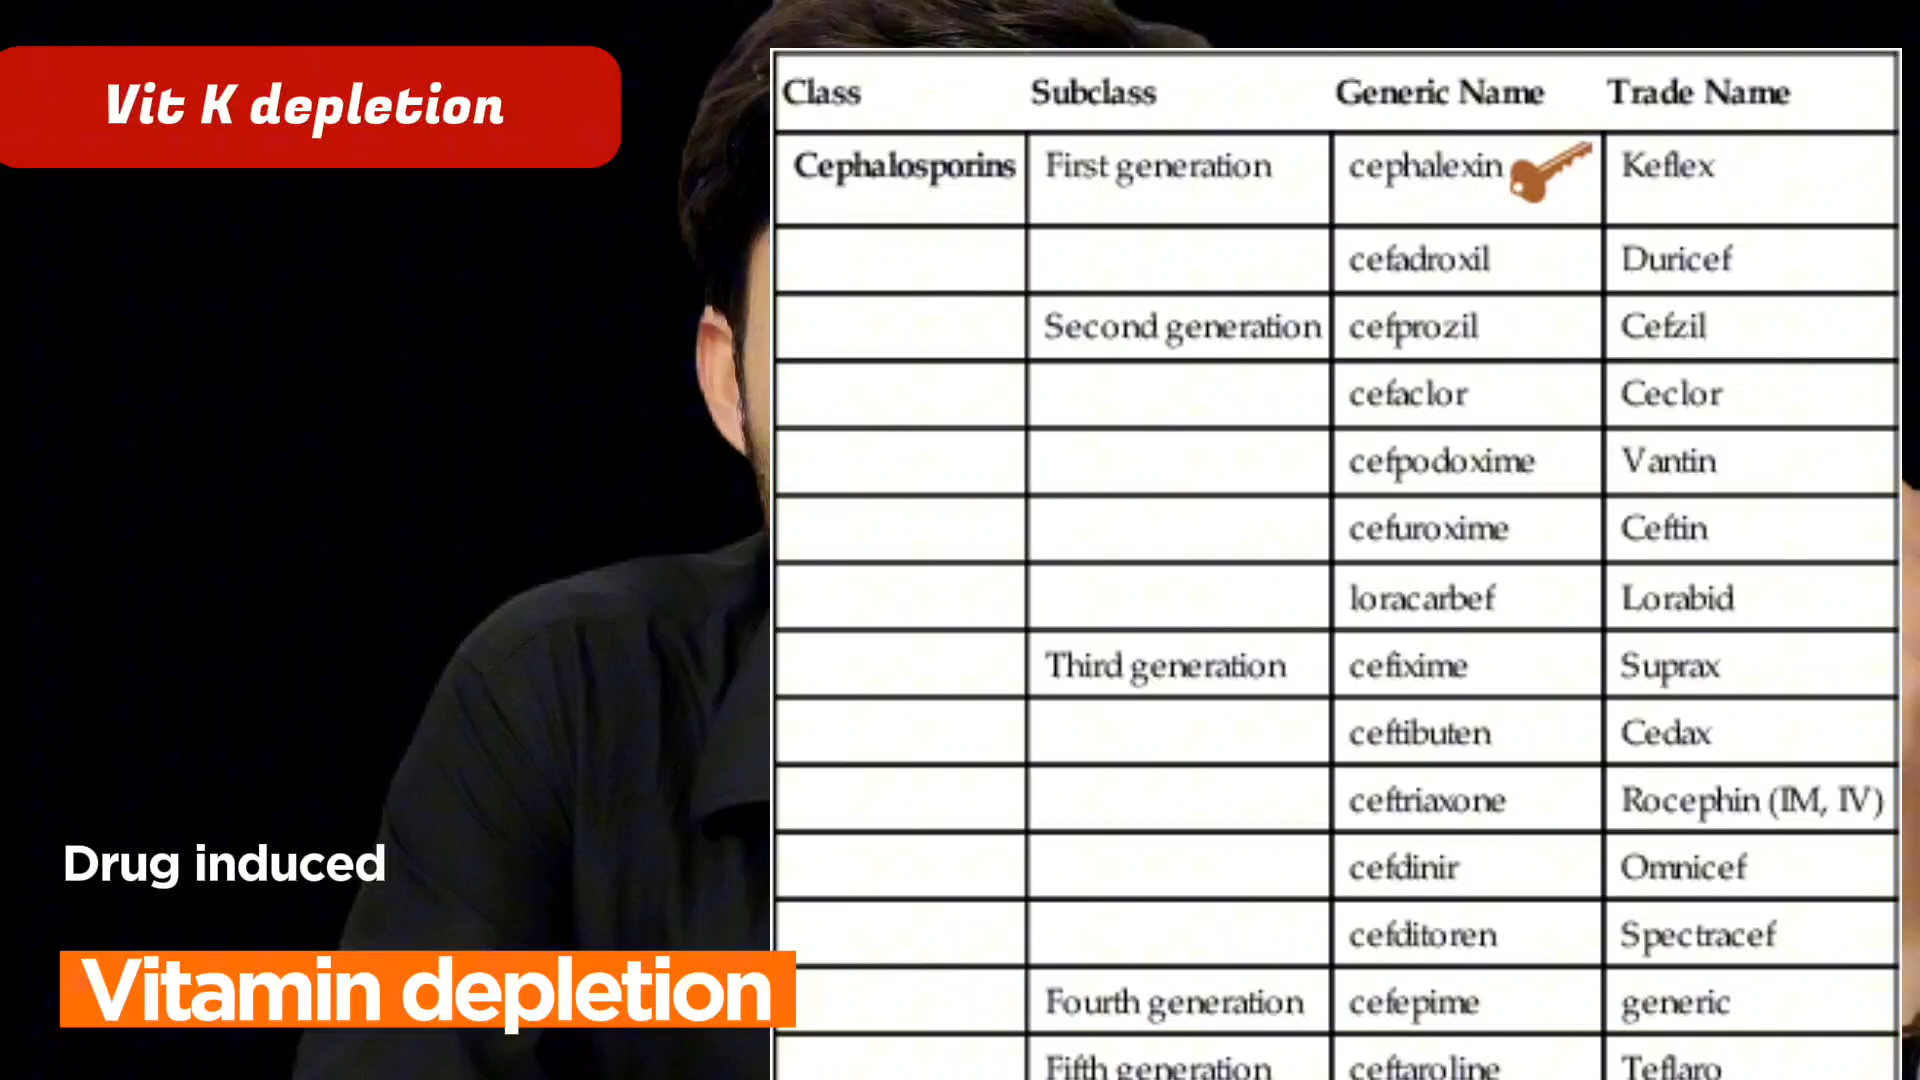 Vit K depletion
Class Subclass Generic Name Trade Name
Cephalosporins First generation cephalexin Keflex
cefadroxil Duricef
Second generation cefprozil Cefzil
cefaclor Ceclor
cefpodoxime Vantin
cefuroxime Ceftin
loracarbef Lorabid
Third generation cefixime Suprax
ceftibuten Cedax
ceftriaxone Rocephin (IM, IV)
cefdinir Omnicef
cefditoren Spectracef
Fourth generation cefepime generic
Fifth generation ceftaroline Teflaro
Drug induced
Vitamin depletion